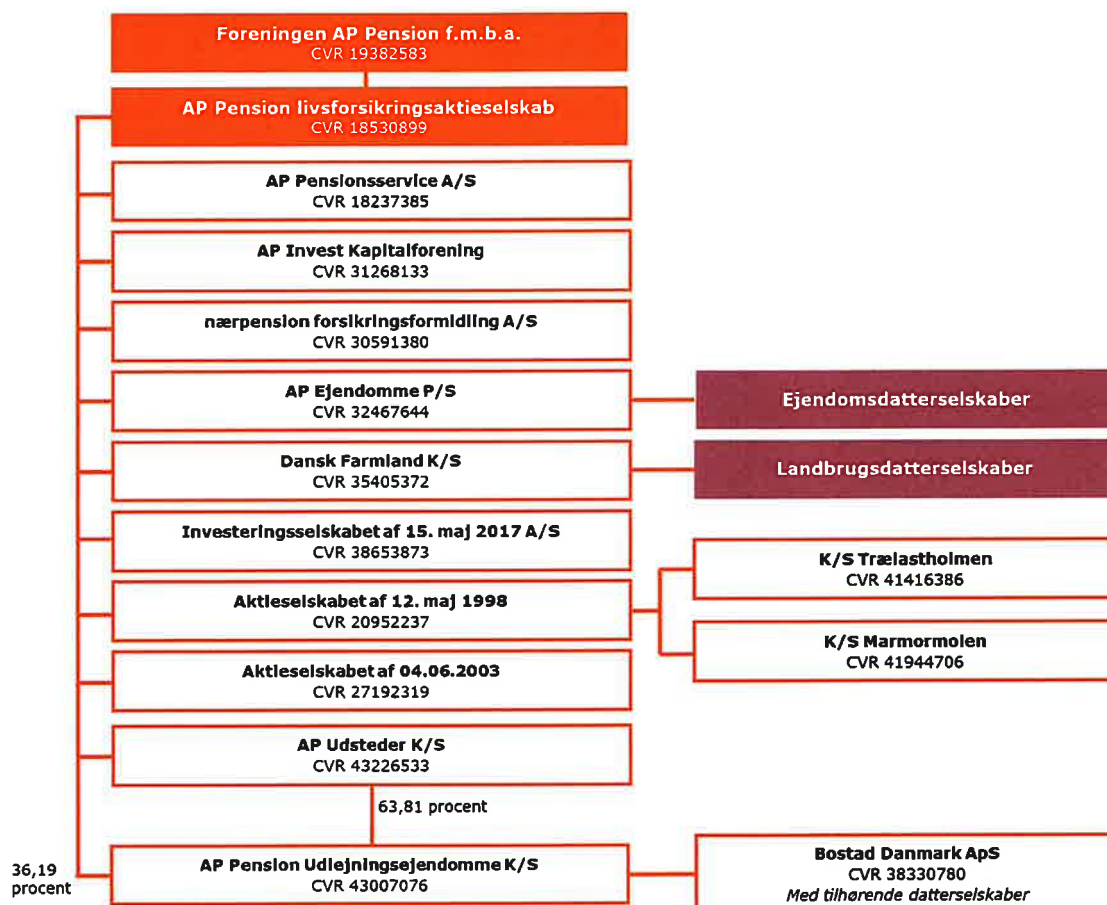 Foreningen AP Pension f.m.b.a.
CVR 19382583
AP Pension livsforsikringsaktieselskab
CVR 18530899
AP Pensionsservice A/S
CVR 18237385
AP Invest Kapitalforening
CVR 31268133
nærpension forsikringsformidling A/S
CVR 30591380
AP Ejendomme P/S
CVR 32467644
Ejendomsdatterselskaber
Dansk Farmland K/S
CVR 35405372
Landbrugsdatterselskaber
Investeringsselskabet af 15. maj 2017 A/S
CVR 38653873
Aktieselskabet af 12. maj 1998
CVR 20952237
K/S Trælastholmen
CVR 41416386
K/S Marmormolen
CVR 41944706
Aktieselskabet af 04.06.2003
CVR 27192319
AP Udsteder K/S
CVR 43226533
63,81 procent
36,19
procent
AP Pension Udlejningsejendomme K/S
CVR 43007076
Bostad Danmark ApS
CVR 38330780
Med tilhørende datterselskaber